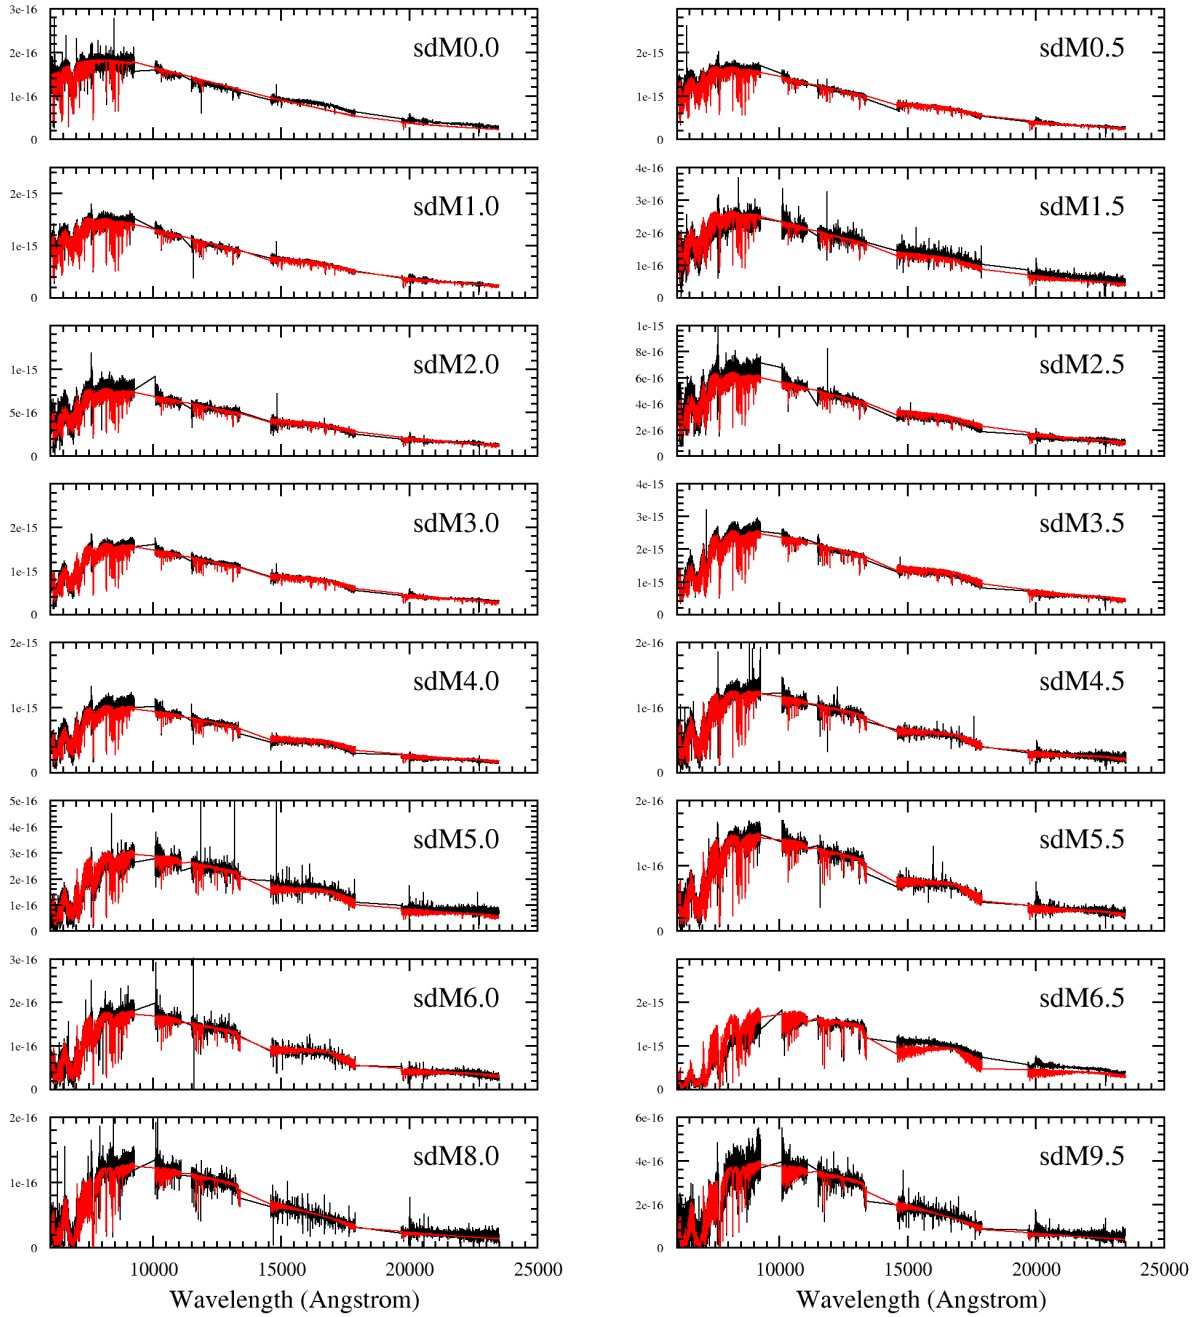 3e-16
2e-16
1e-16
0
sdM0.0
2e-15
1e-15
0
sdM0.5
2e-15
1e-15
0
sdM1.0
4e-16
3e-16
2e-16
1e-16
0
sdM1.5
1e-15
5e-16
0
sdM2.0
1e-15
8e-16
6e-16
4e-16
2e-16
0
sdM2.5
2e-15
1e-15
0
sdM3.0
4e-15
3e-15
2e-15
1e-15
0
sdM3.5
2e-15
1e-15
0
sdM4.0
2e-16
1e-16
0
sdM4.5
5e-16
4e-16
3e-16
2e-16
1e-16
0
sdM5.0
2e-16
1e-16
0
sdM5.5
3e-16
2e-16
1e-16
0
sdM6.0
2e-15
1e-15
0
sdM6.5
2e-16
1e-16
0
sdM8.0
6e-16
4e-16
2e-16
0
sdM9.5
10000 15000 20000 25000
10000 15000 20000 25000
Wavelength (Angstrom)
Wavelength (Angstrom)